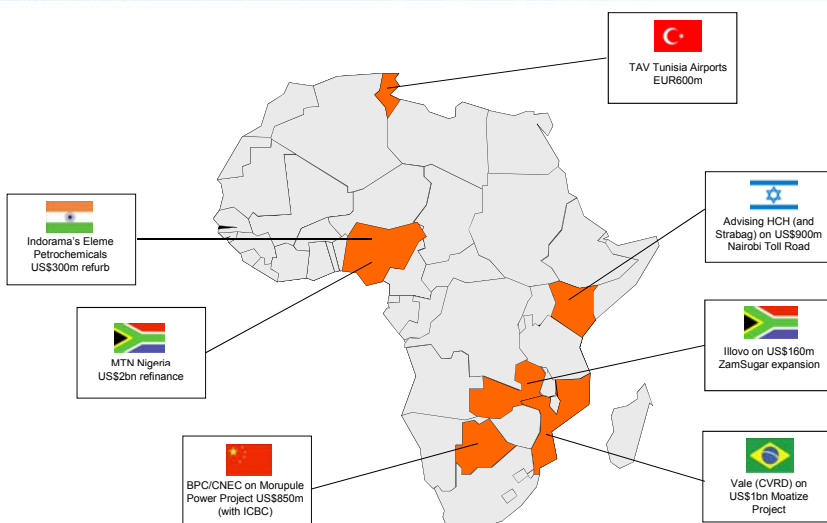 TAV Tunisia Airports
EUR600m
Advising HCH (and
Strabag) on US$900m
Nairobi Toll Road
Indorama's Eleme
Petrochemicals
US$300m refurb
MTN Nigeria
US$2bn refinance
Illovo on US$160m
ZamSugar expansion
BPC/CNEC on Morupule
Power Project US$850m
(with ICBC)
Vale (CVRD) on
US$1bn Moatize
Project